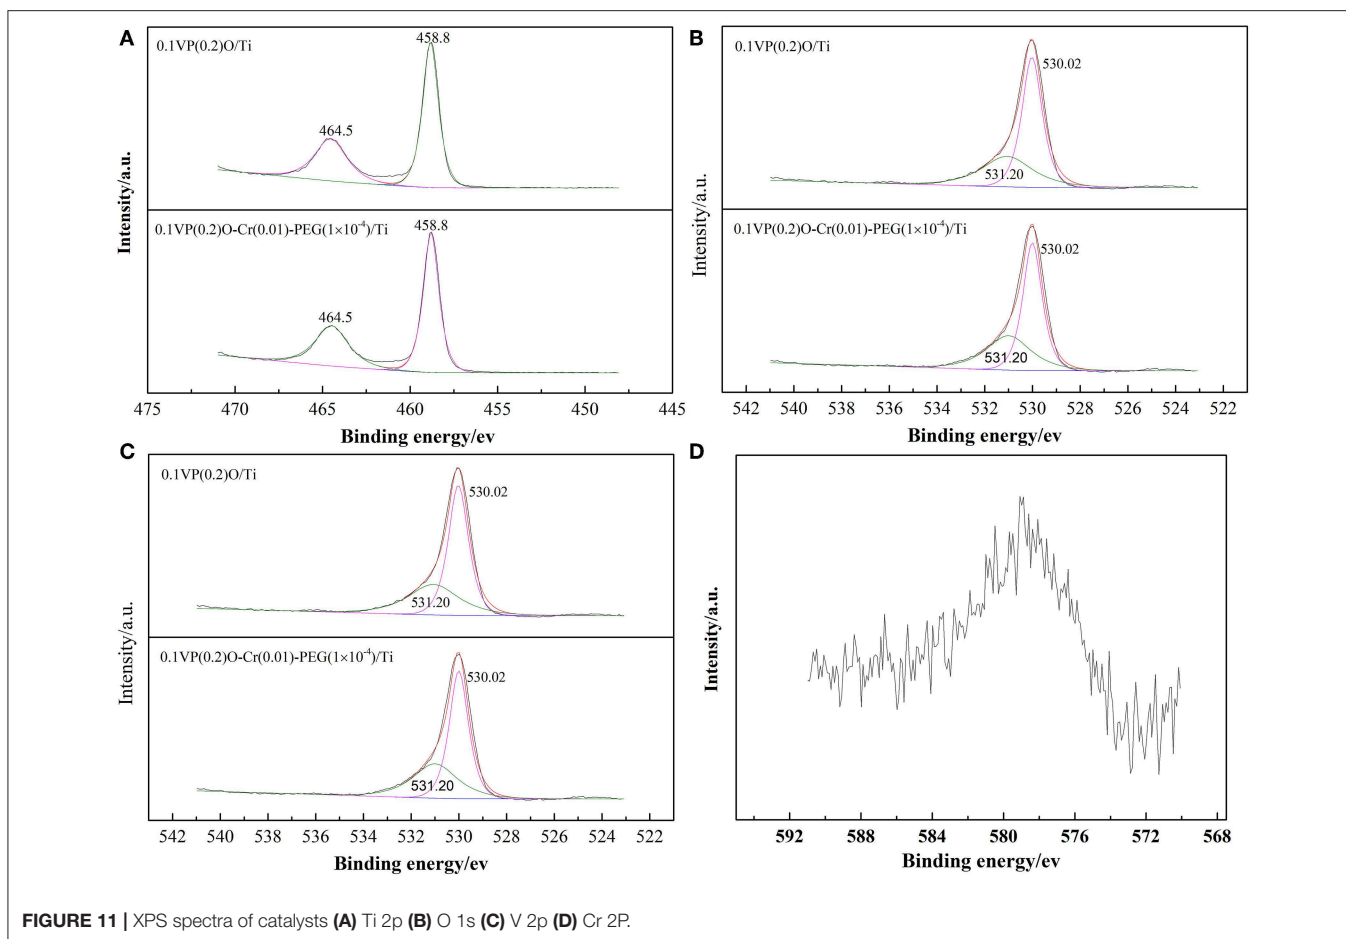 A
0.1VP(0.2)O/Ti
458.8
464.5
0.1VP(0.2)O-Cr(0.01)-PEG(1×10⁻⁴)/Ti
458.8
464.5
Intensity/a.u.
475 470 465 460 455 450 445
Binding energy/ev
B
0.1VP(0.2)O/Ti
530.02
531.20
0.1VP(0.2)O-Cr(0.01)-PEG(1×10⁻⁴)/Ti
530.02
531.20
Intensity/a.u.
542 540 538 536 534 532 530 528 526 524 522
Binding energy/ev
C
0.1VP(0.2)O/Ti
530.02
531.20
0.1VP(0.2)O-Cr(0.01)-PEG(1×10⁻⁴)/Ti
530.02
531.20
Intensity/a.u.
542 540 538 536 534 532 530 528 526 524 522
Binding energy/ev
D
Intensity/a.u.
592 588 584 580 576 572 568
Binding energy/ev
FIGURE 11 | XPS spectra of catalysts (A) Ti 2p (B) O 1s (C) V 2p (D) Cr 2P.